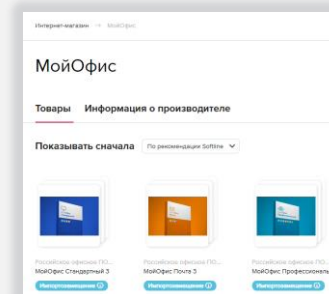 Интернет-магазин → МойОфис
МойОфис
Товары Информация о производителе
Показывать сначала По рекомендации Softline
Российское офисное ПО... Российское офисное ПО... Российское офисное ПО...
МойОфис Стандартный 3 МойОфис Почта 3 МойОфис Профессиональн
Импортозамещение Импортозамещение Импортозамещение